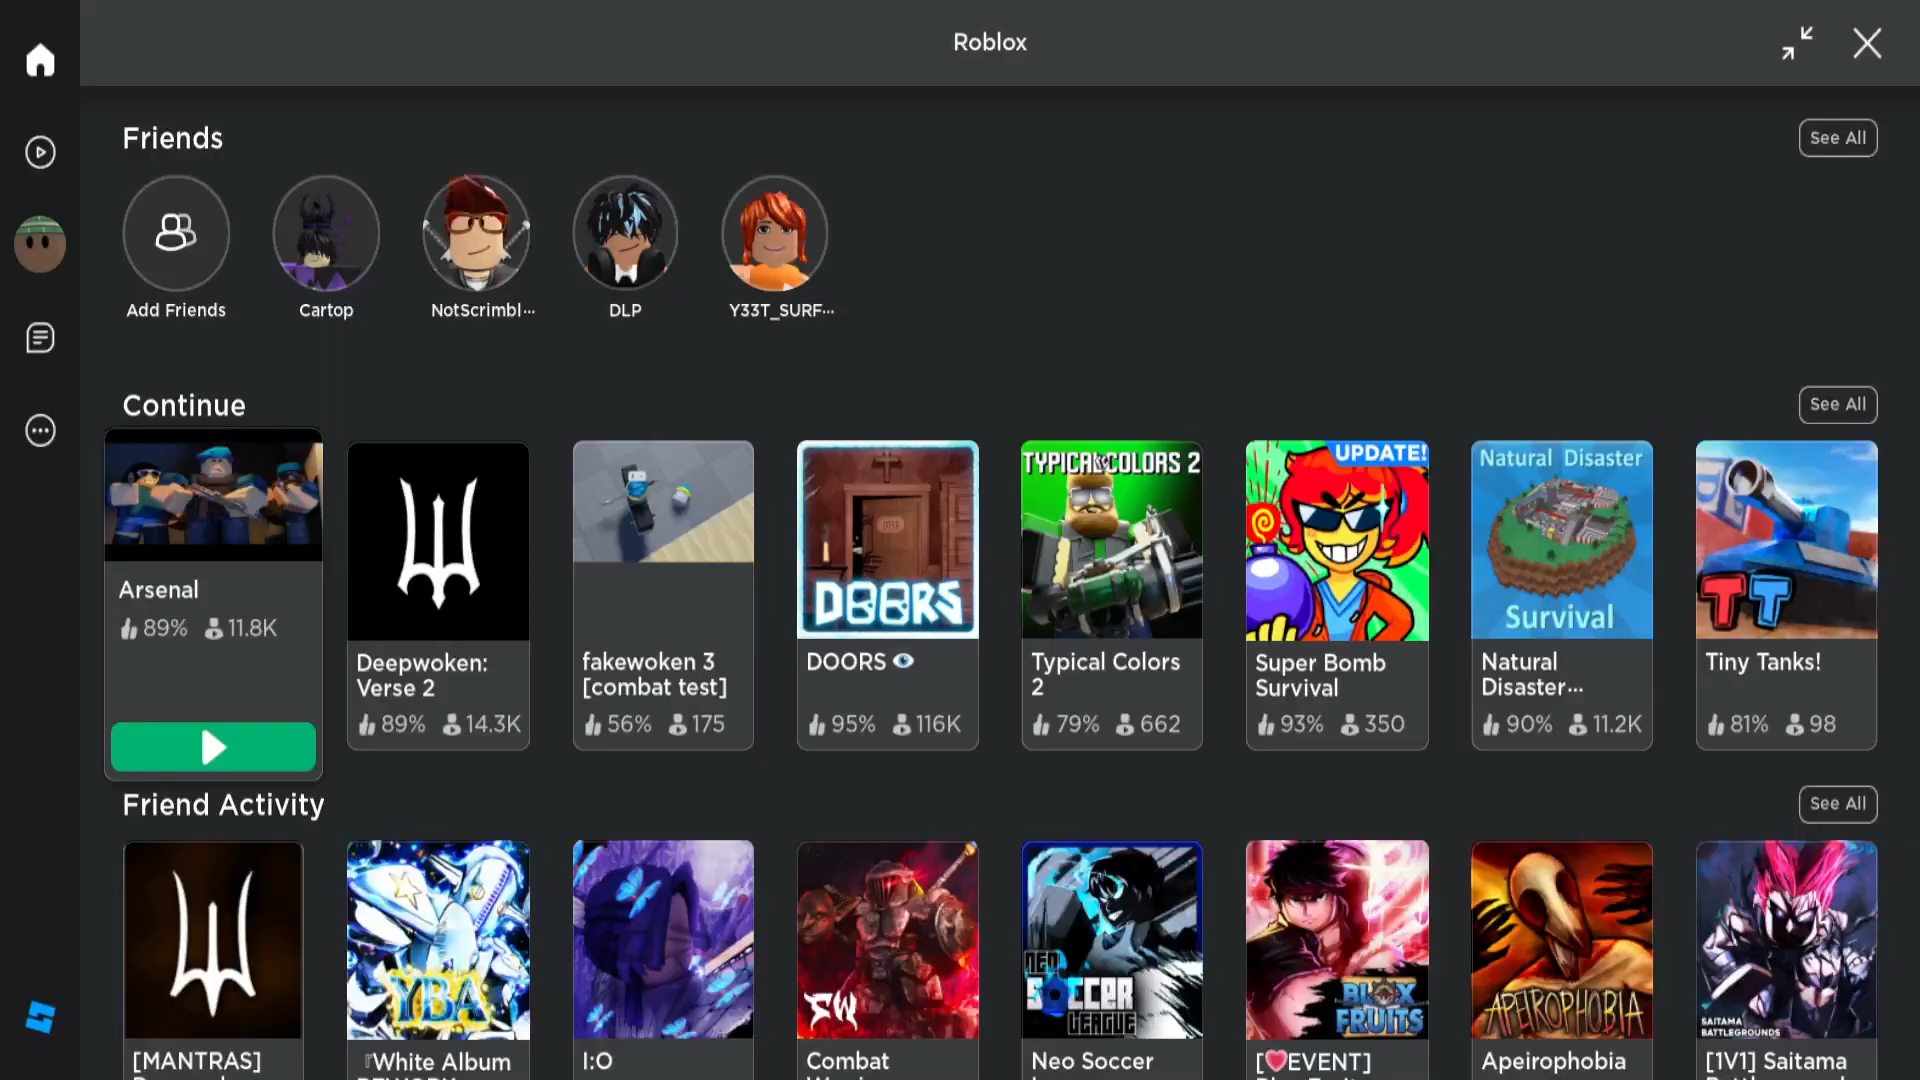 Roblox
Friends
See All
Add Friends
Cartop
NotScrimbl...
DLP
Y33T_SURF...
Continue
See All
TYPICAL COLORS 2
UPDATE!
Natural Disaster
Survival
DOORS
TT
Arsenal
89% 11.8K
Deepwoken:
Verse 2
89% 14.3K
fakewoken 3
[combat test]
56% 175
DOORS
95% 116K
Typical Colors
2
79% 662
Super Bomb
Survival
93% 350
Natural
Disaster...
90% 11.2K
Tiny Tanks!
81% 98
Friend Activity
See All
YBA
NEO
SOCCER
LEAGUE
BLOX
FRUITS
APEIROPHOBIA
SAITAMA
BATTLEGROUNDS
[MANTRAS]
『White Album
I:O
Combat
Neo Soccer
[❤EVENT]
Apeirophobia
[1V1] Saitama